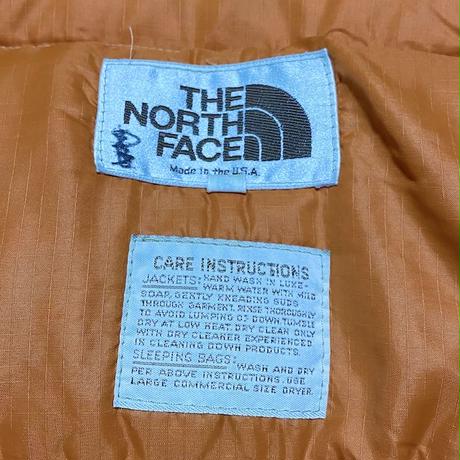 THE
NORTH
FACE
Made in the U.S.A.
CARE INSTRUCTIONS
JACKETS: HAND WASH IN LUKE-
WARM WATER WITH MILD
SOAP, GENTLY KNEADING SUDS
THROUGH GARMENT. RINSE THOROUGHLY
TO AVOID LUMPING OF DOWN. TUMBLE
DRY AT LOW HEAT. DRY CLEAN ONLY
WITH DRY CLEANER EXPERIENCED
IN CLEANING DOWN PRODUCTS.
SLEEPING BAGS: WASH AND DRY
PER ABOVE INSTRUCTIONS. USE
LARGE COMMERCIAL SIZE DRYER.